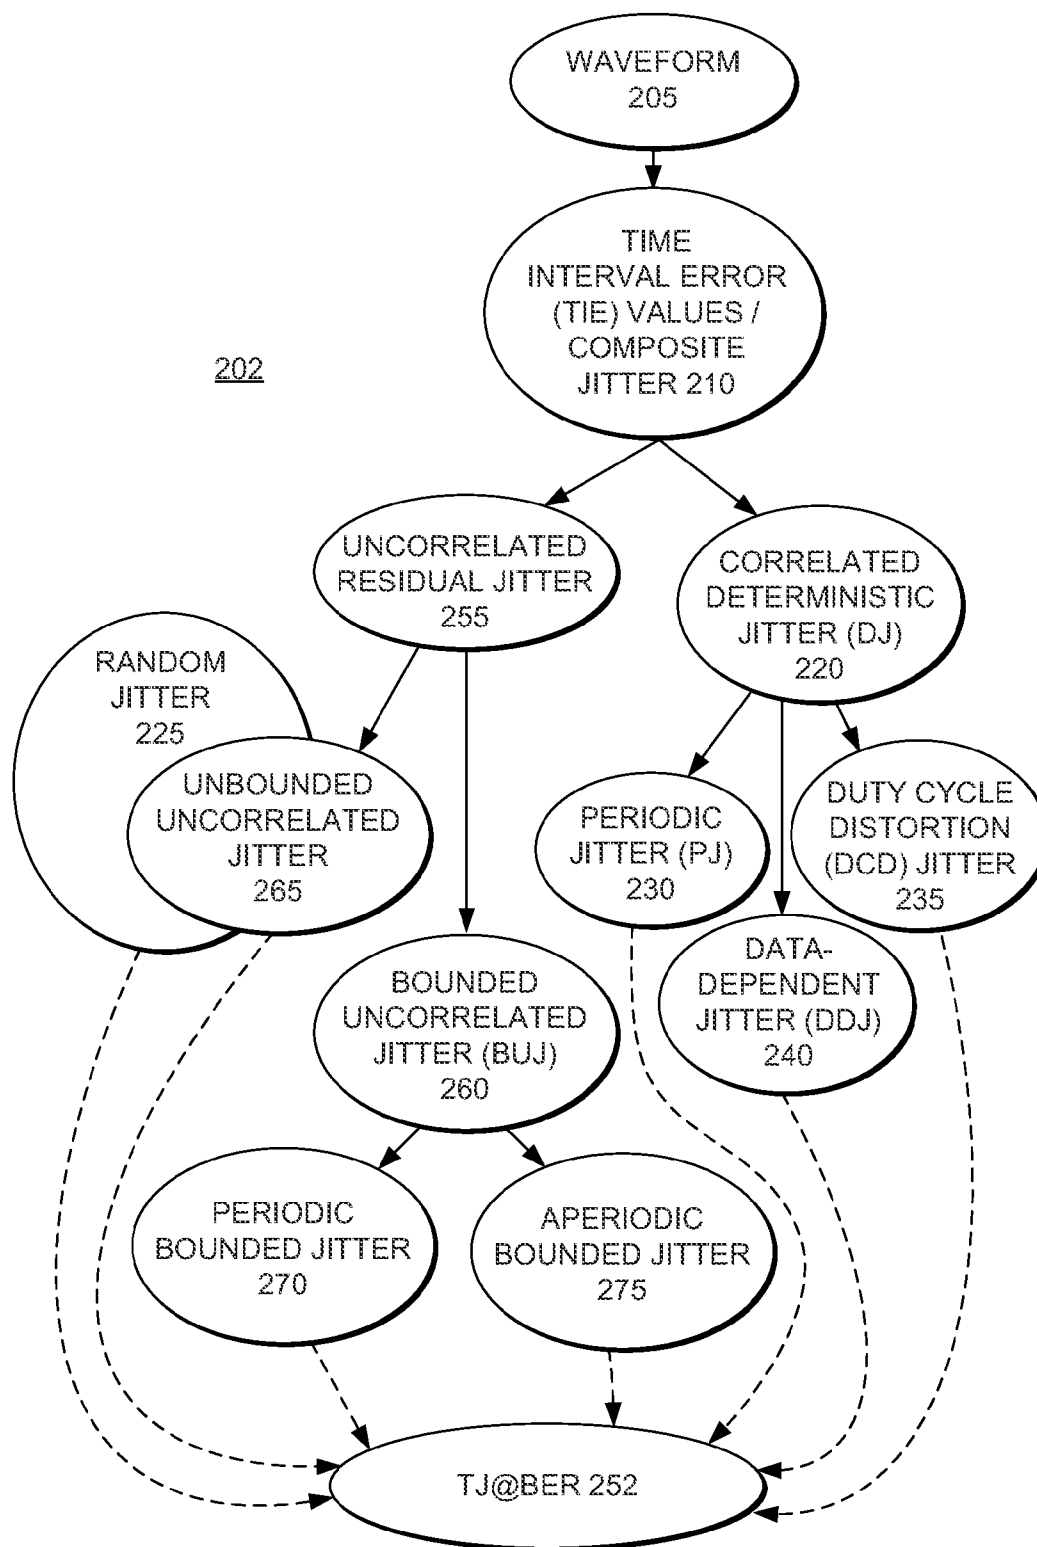 WAVEFORM
205
TIME
INTERVAL ERROR
(TIE) VALUES /
COMPOSITE
JITTER 210
202
UNCORRELATED
RESIDUAL JITTER
255
CORRELATED
DETERMINISTIC
JITTER (DJ)
220
RANDOM
JITTER
225
UNBOUNDED
UNCORRELATED
JITTER
265
PERIODIC
JITTER (PJ)
230
DUTY CYCLE
DISTORTION
(DCD) JITTER
235
DATA-
DEPENDENT
JITTER (DDJ)
240
BOUNDED
UNCORRELATED
JITTER (BUJ)
260
PERIODIC
BOUNDED JITTER
270
APERIODIC
BOUNDED JITTER
275
TJ@BER 252